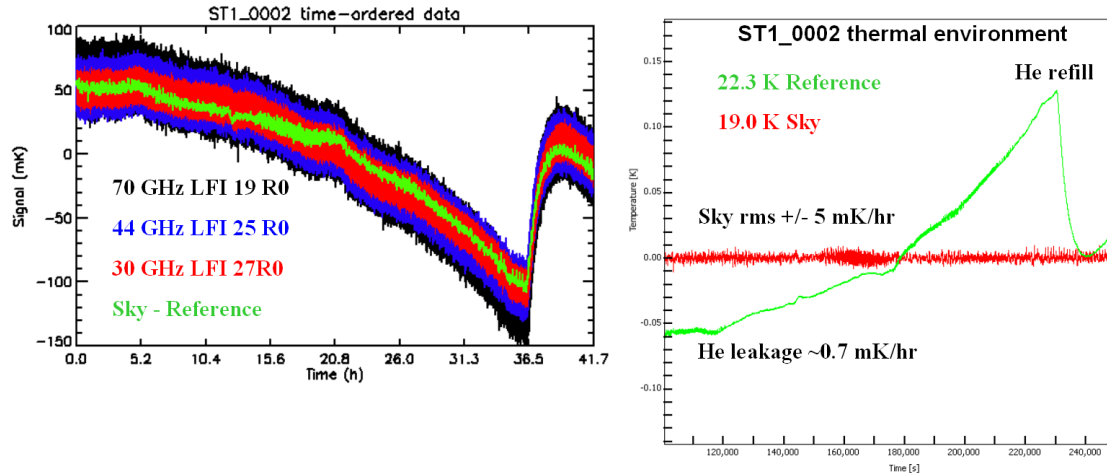 ST1_0002 time-ordered data
100
50
0
-50
-100
-150
Signal (mK)
70 GHz LFI 19 R0
44 GHz LFI 25 R0
30 GHz LFI 27R0
Sky - Reference
0.0 5.2 10.4 15.6 20.8 26.0 31.3 36.5 41.7
Time (h)
ST1_0002 thermal environment
0.15
0.10
0.05
0.00
-0.05
-0.10
Temperature [K]
22.3 K Reference
19.0 K Sky
He refill
Sky rms +/- 5 mK/hr
He leakage ~0.7 mK/hr
120,000 140,000 160,000 180,000 200,000 220,000 240,000
Time [s]